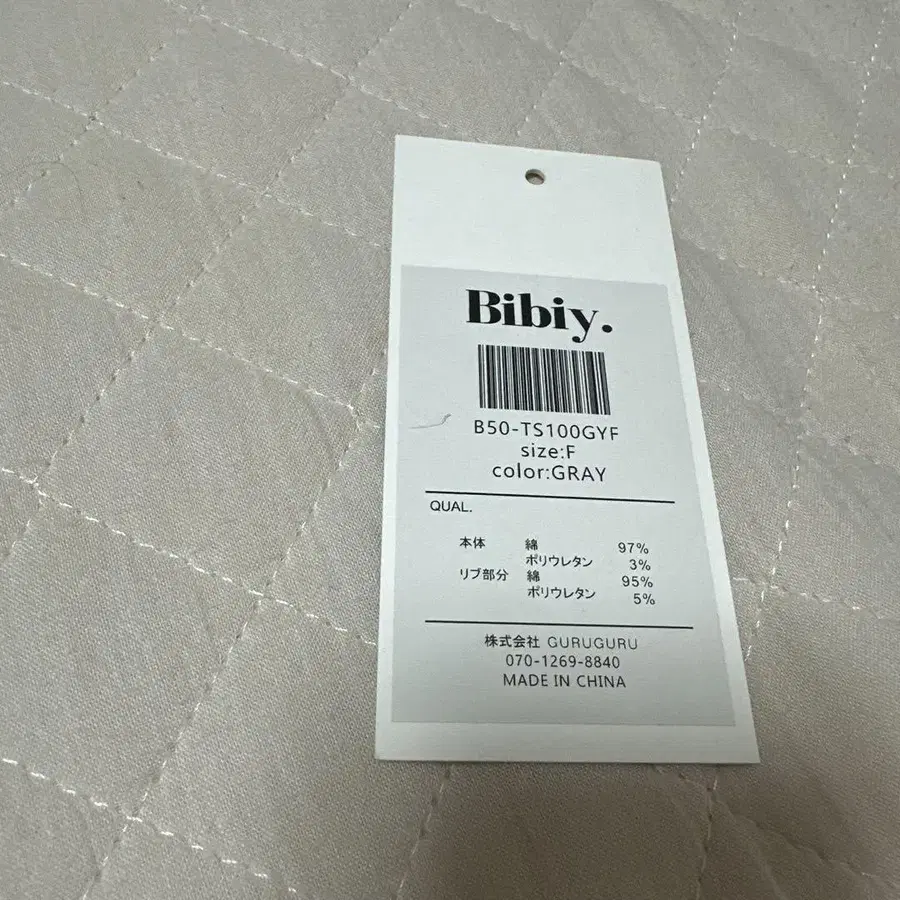 Bibiy.
B50-TS100GYF
size:F
color:GRAY
QUAL.
本体 綿 97%
ポリウレタン 3%
リブ部分 綿 95%
ポリウレタン 5%
株式会社 GURUGURU
070-1269-8840
MADE IN CHINA